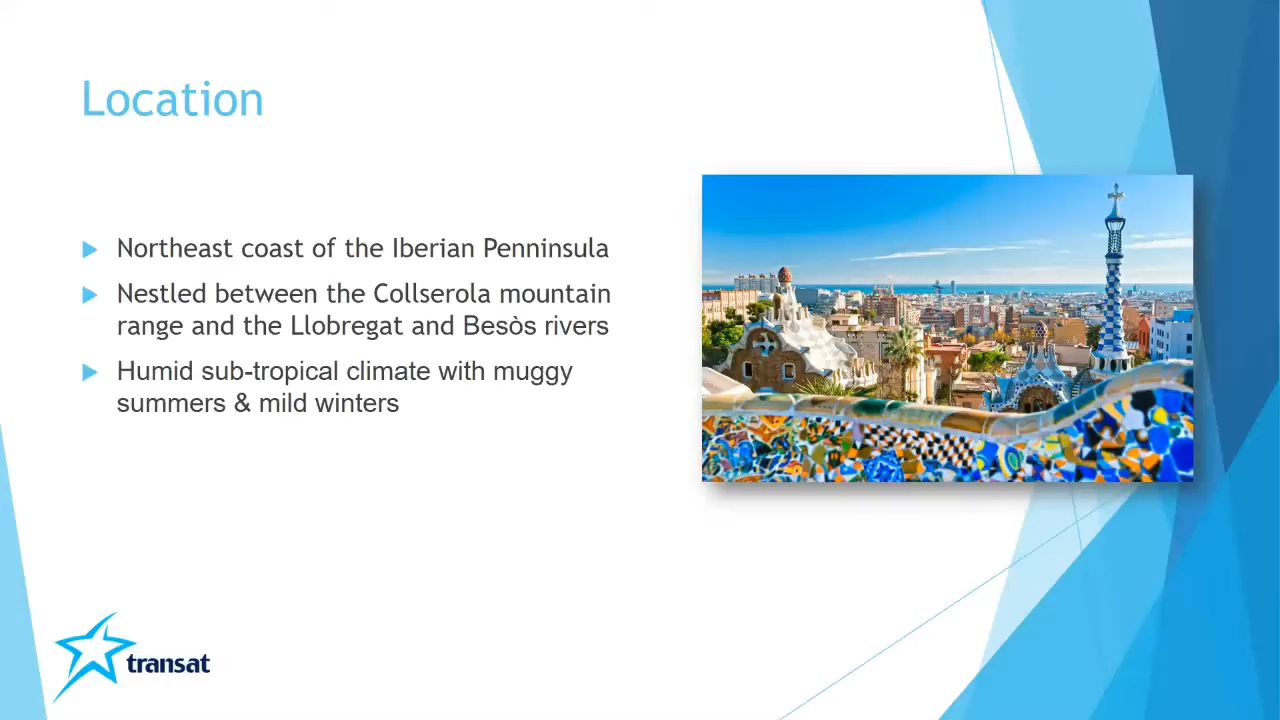 Location
Northeast coast of the Iberian Penninsula
Nestled between the Collserola mountain
range and the Llobregat and Besòs rivers
Humid sub-tropical climate with muggy
summers & mild winters
transat